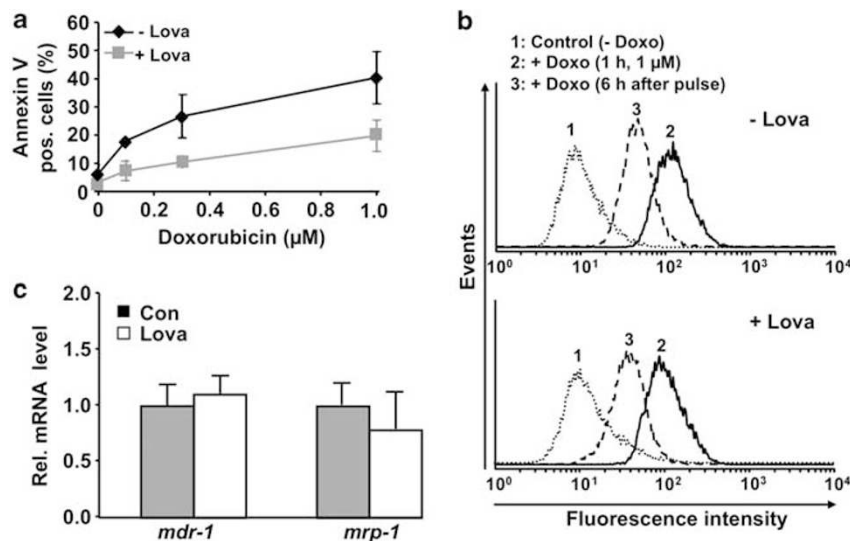 a
Annexin V
pos. cells (%)
60
50
40
30
20
10
0
- Lova
+ Lova
0 0.2 0.4 0.6 0.8 1.0
Doxorubicin (µM)
b
1: Control (- Doxo)
2: + Doxo (1 h, 1 µM)
3: + Doxo (6 h after pulse)
- Lova
1
3
2
10⁰ 10¹ 10² 10³ 10⁴
Events
+ Lova
1
3
2
10⁰ 10¹ 10² 10³ 10⁴
Fluorescence intensity
c
Rel. mRNA level
2.0
1.5
1.0
0.5
0.0
Con
Lova
mdr-1 mrp-1